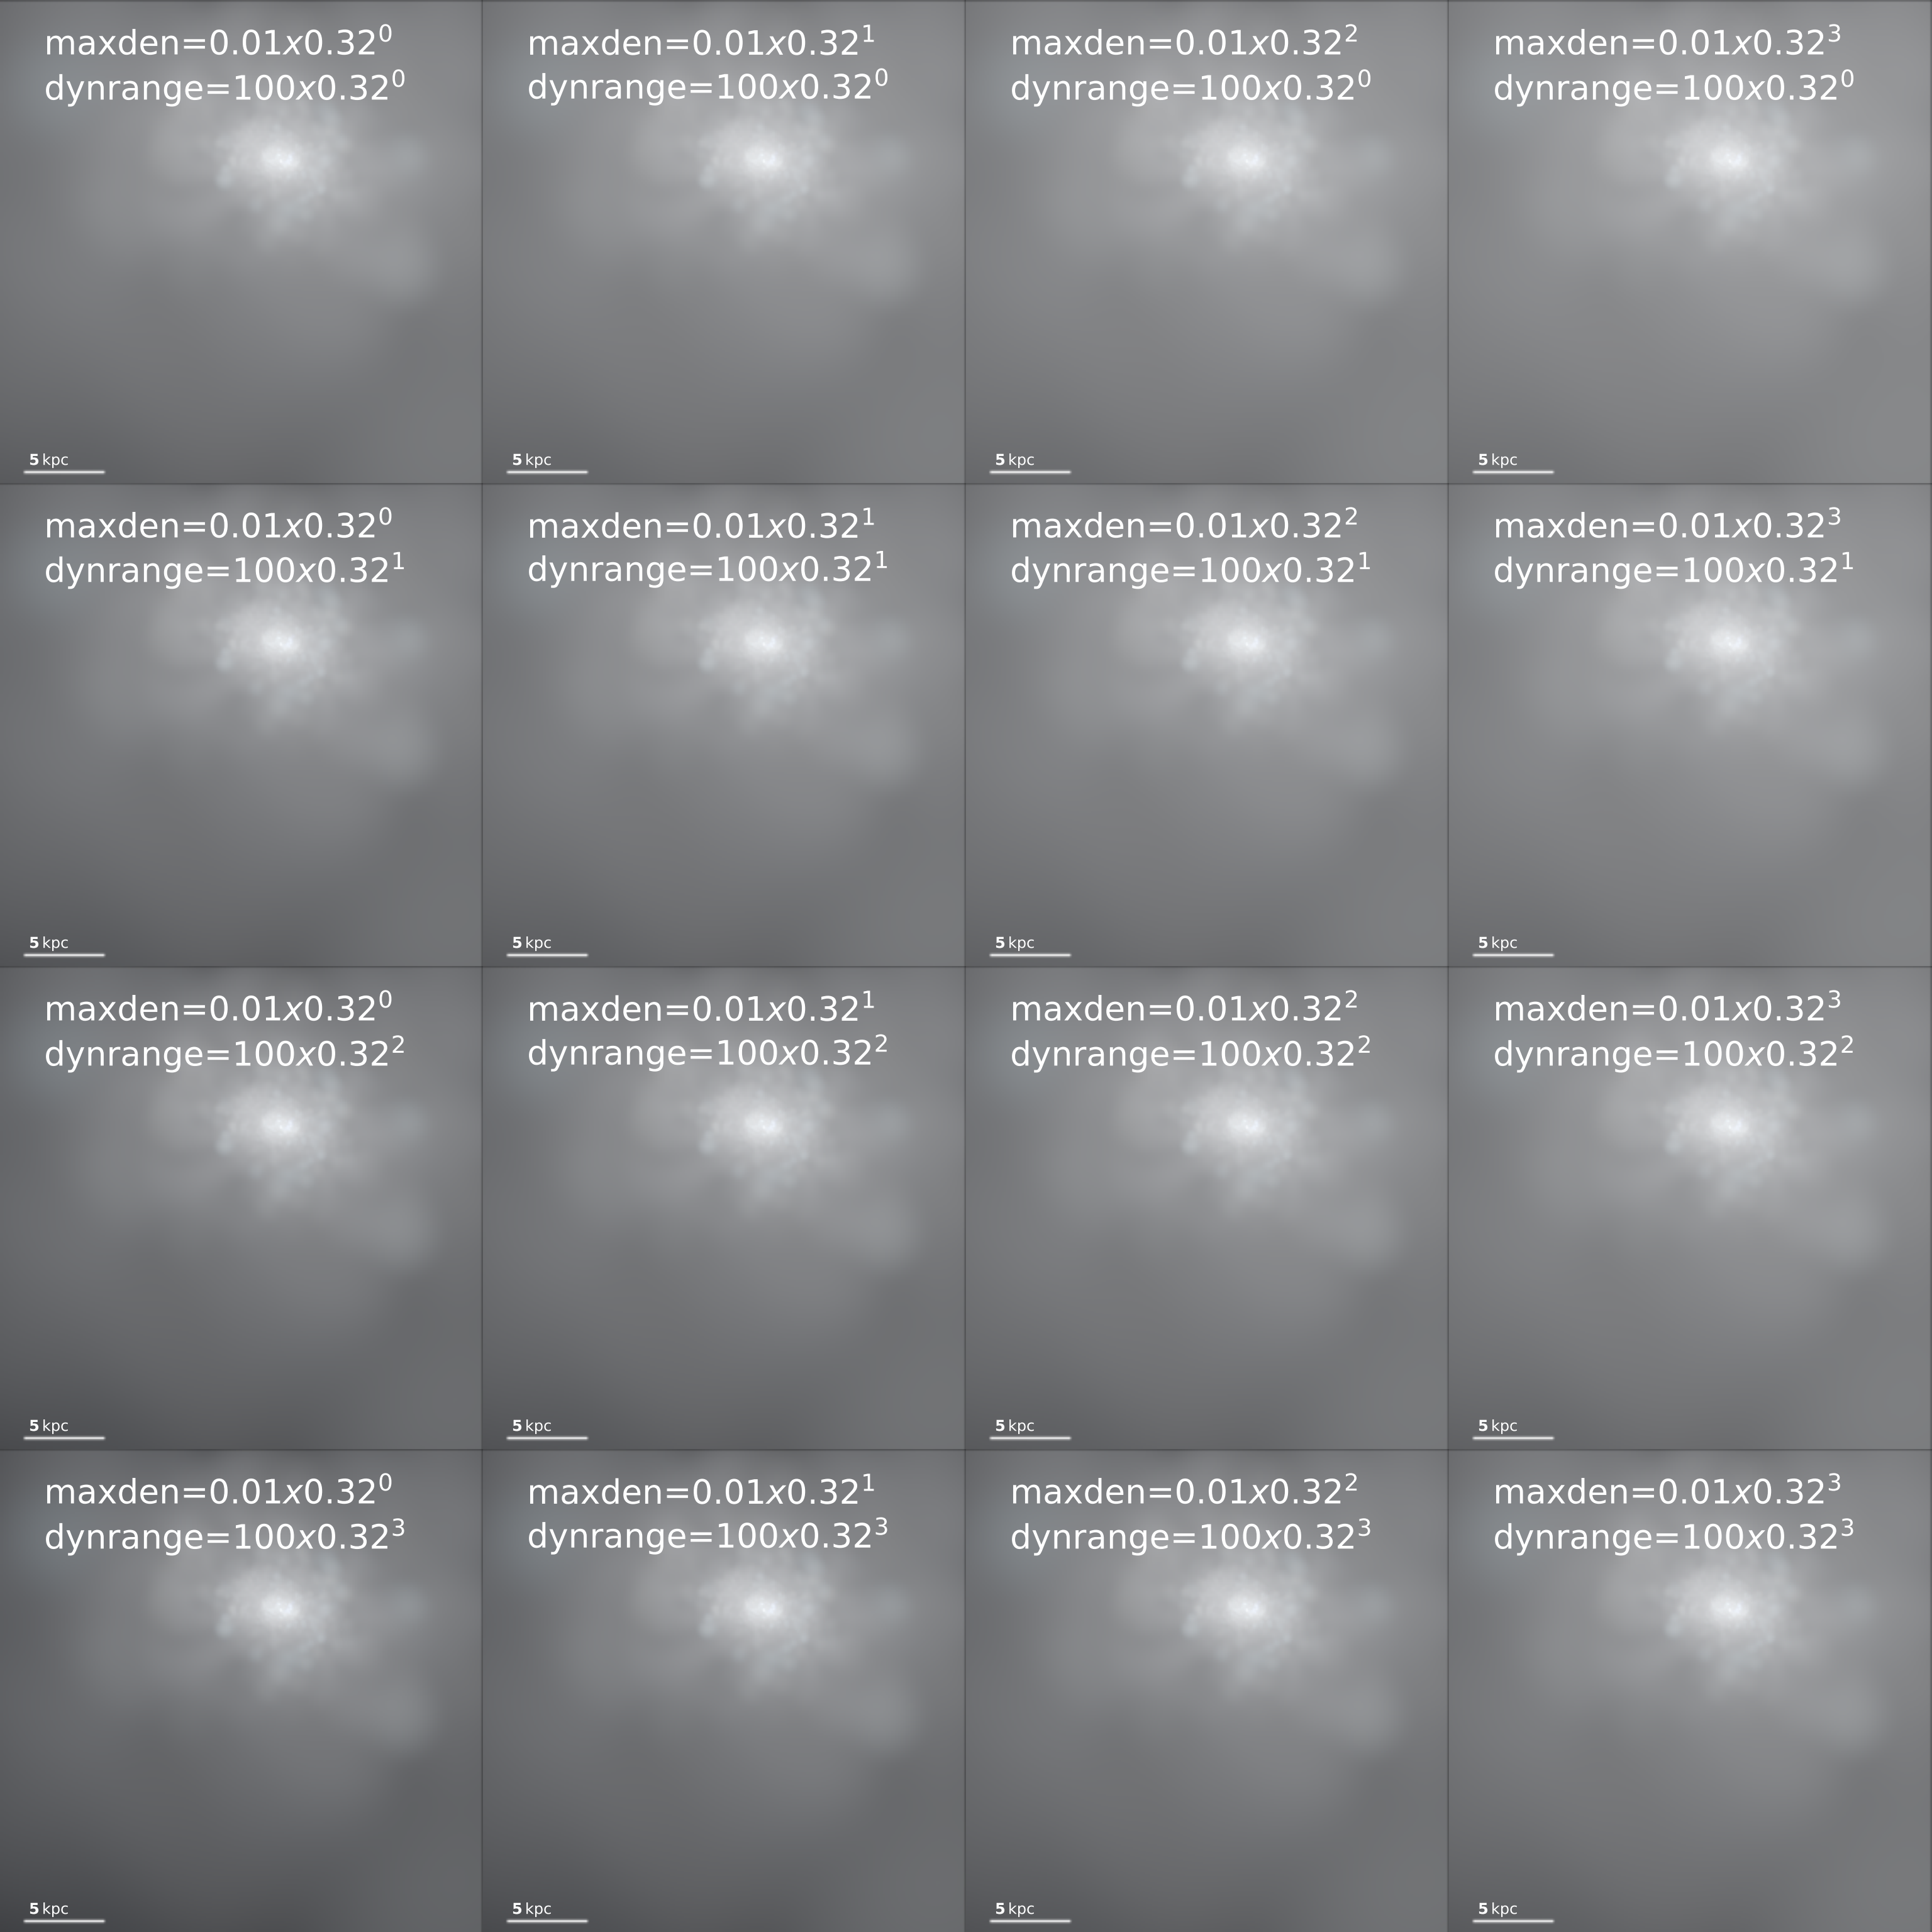 maxden=0.01x0.32⁰
dynrange=100x0.32⁰
5 kpc
maxden=0.01x0.32¹
dynrange=100x0.32⁰
5 kpc
maxden=0.01x0.32²
dynrange=100x0.32⁰
5 kpc
maxden=0.01x0.32³
dynrange=100x0.32⁰
5 kpc
maxden=0.01x0.32⁰
dynrange=100x0.32¹
5 kpc
maxden=0.01x0.32¹
dynrange=100x0.32¹
5 kpc
maxden=0.01x0.32²
dynrange=100x0.32¹
5 kpc
maxden=0.01x0.32³
dynrange=100x0.32¹
5 kpc
maxden=0.01x0.32⁰
dynrange=100x0.32²
5 kpc
maxden=0.01x0.32¹
dynrange=100x0.32²
5 kpc
maxden=0.01x0.32²
dynrange=100x0.32²
5 kpc
maxden=0.01x0.32³
dynrange=100x0.32²
5 kpc
maxden=0.01x0.32⁰
dynrange=100x0.32³
5 kpc
maxden=0.01x0.32¹
dynrange=100x0.32³
5 kpc
maxden=0.01x0.32²
dynrange=100x0.32³
5 kpc
maxden=0.01x0.32³
dynrange=100x0.32³
5 kpc